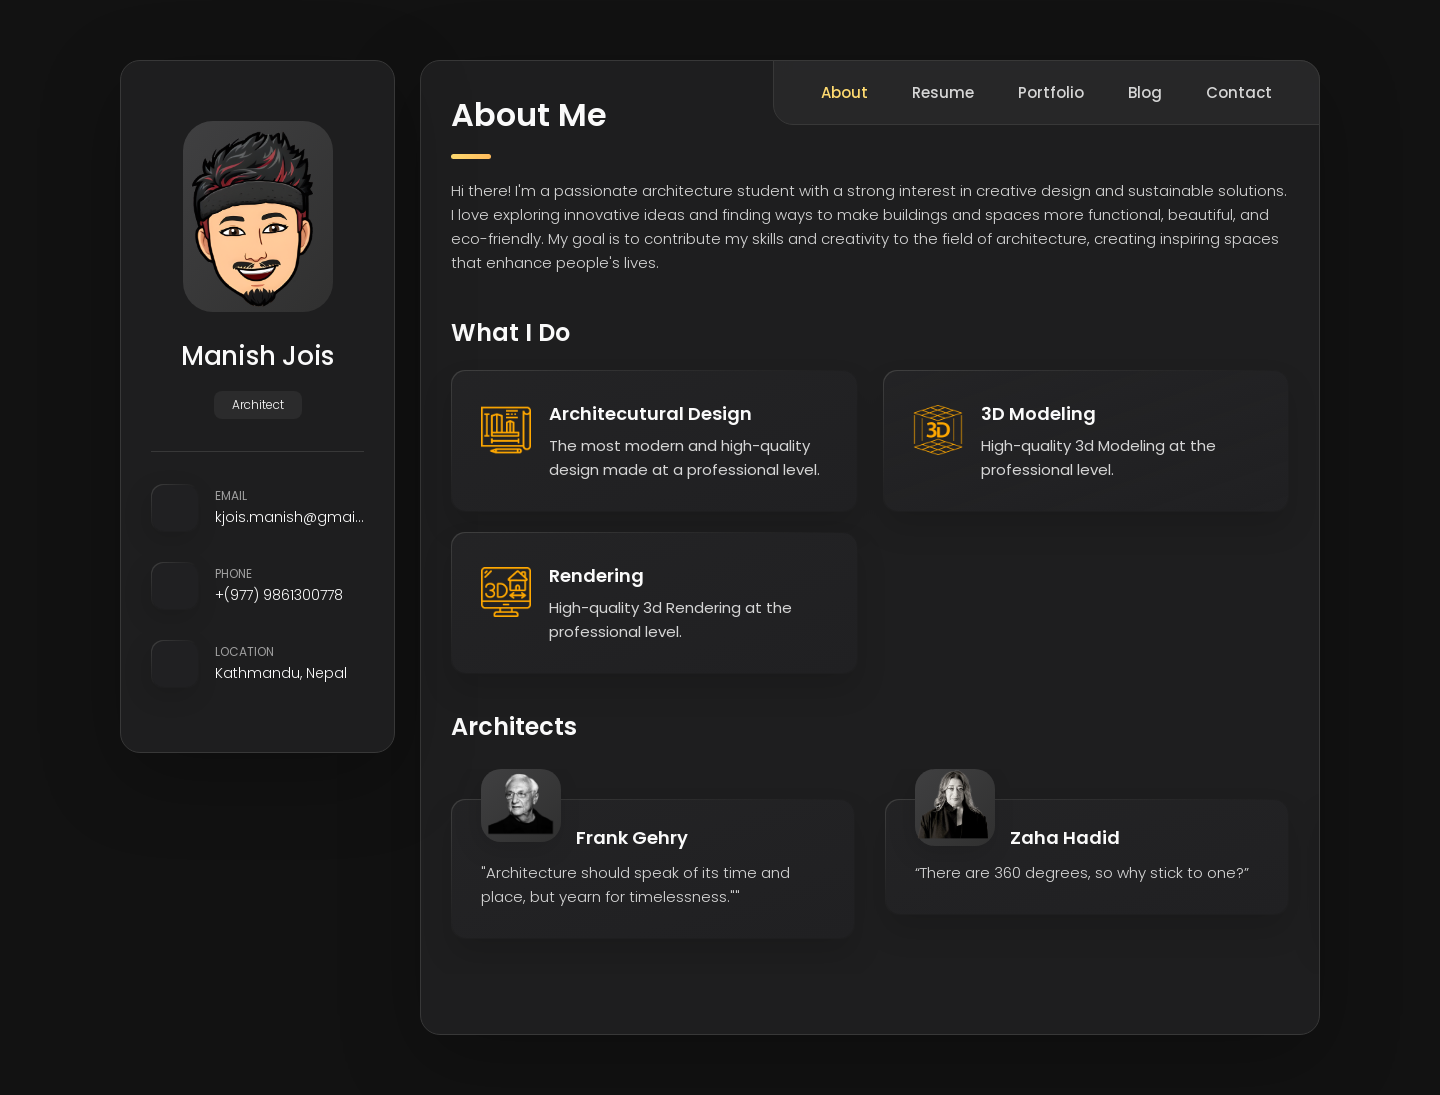 Manish Jois
Architect
EMAIL
kjois.manish@gmai...
PHONE
+(977) 9861300778
LOCATION
Kathmandu, Nepal
About
Resume
Portfolio
Blog
Contact
About Me
Hi there! I'm a passionate architecture student with a strong interest in creative design and sustainable solutions.
I love exploring innovative ideas and finding ways to make buildings and spaces more functional, beautiful, and
eco-friendly. My goal is to contribute my skills and creativity to the field of architecture, creating inspiring spaces
that enhance people's lives.
What I Do
Architecutural Design
The most modern and high-quality
design made at a professional level.
3D
3D Modeling
High-quality 3d Modeling at the
professional level.
3D
Rendering
High-quality 3d Rendering at the
professional level.
Architects
Frank Gehry
"Architecture should speak of its time and
place, but yearn for timelessness.""
Zaha Hadid
“There are 360 degrees, so why stick to one?”